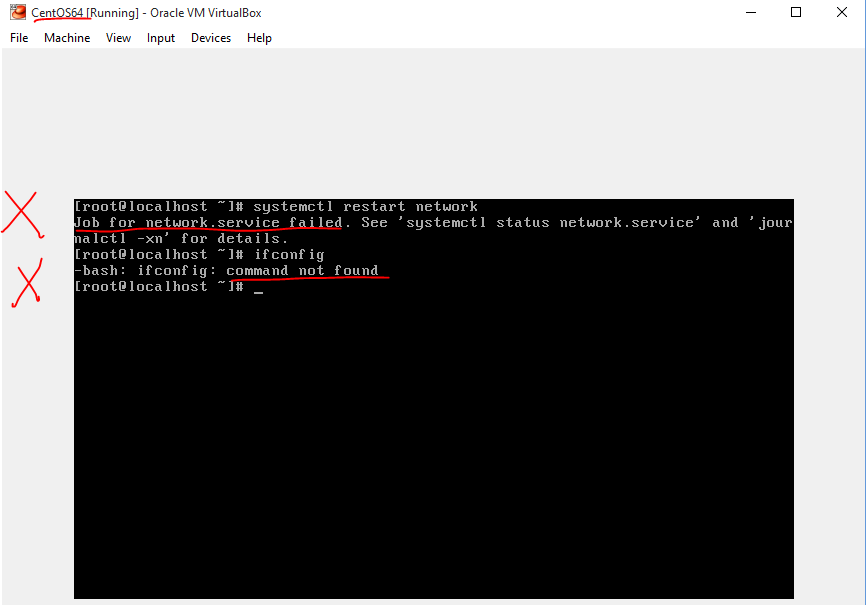 CentOS64 [Running] - Oracle VM VirtualBox
File Machine View Input Devices Help
[root@localhost ~]# systemctl restart network
Job for network.service failed. See 'systemctl status network.service' and 'jour
nalctl -xn' for details.
[root@localhost ~]# ifconfig
-bash: ifconfig: command not found
[root@localhost ~]# _